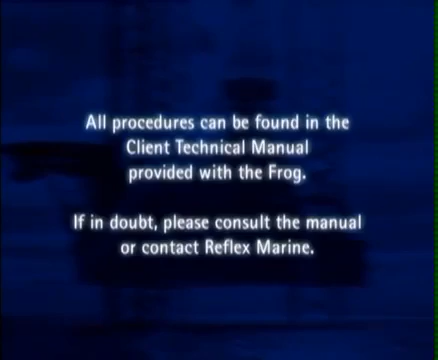 All procedures can be found in the
Client Technical Manual
provided with the Frog.
If in doubt, please consult the manual
or contact Reflex Marine.